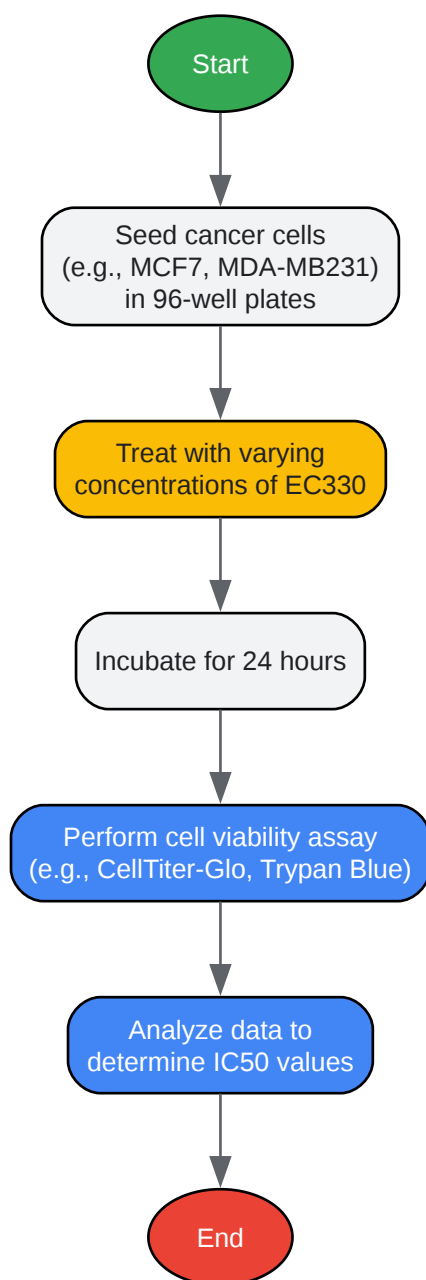 Start
Seed cancer cells
(e.g., MCF7, MDA-MB231)
in 96-well plates
Treat with varying
concentrations of EC330
Incubate for 24 hours
Perform cell viability assay
(e.g., CellTiter-Glo, Trypan Blue)
Analyze data to
determine IC50 values
End